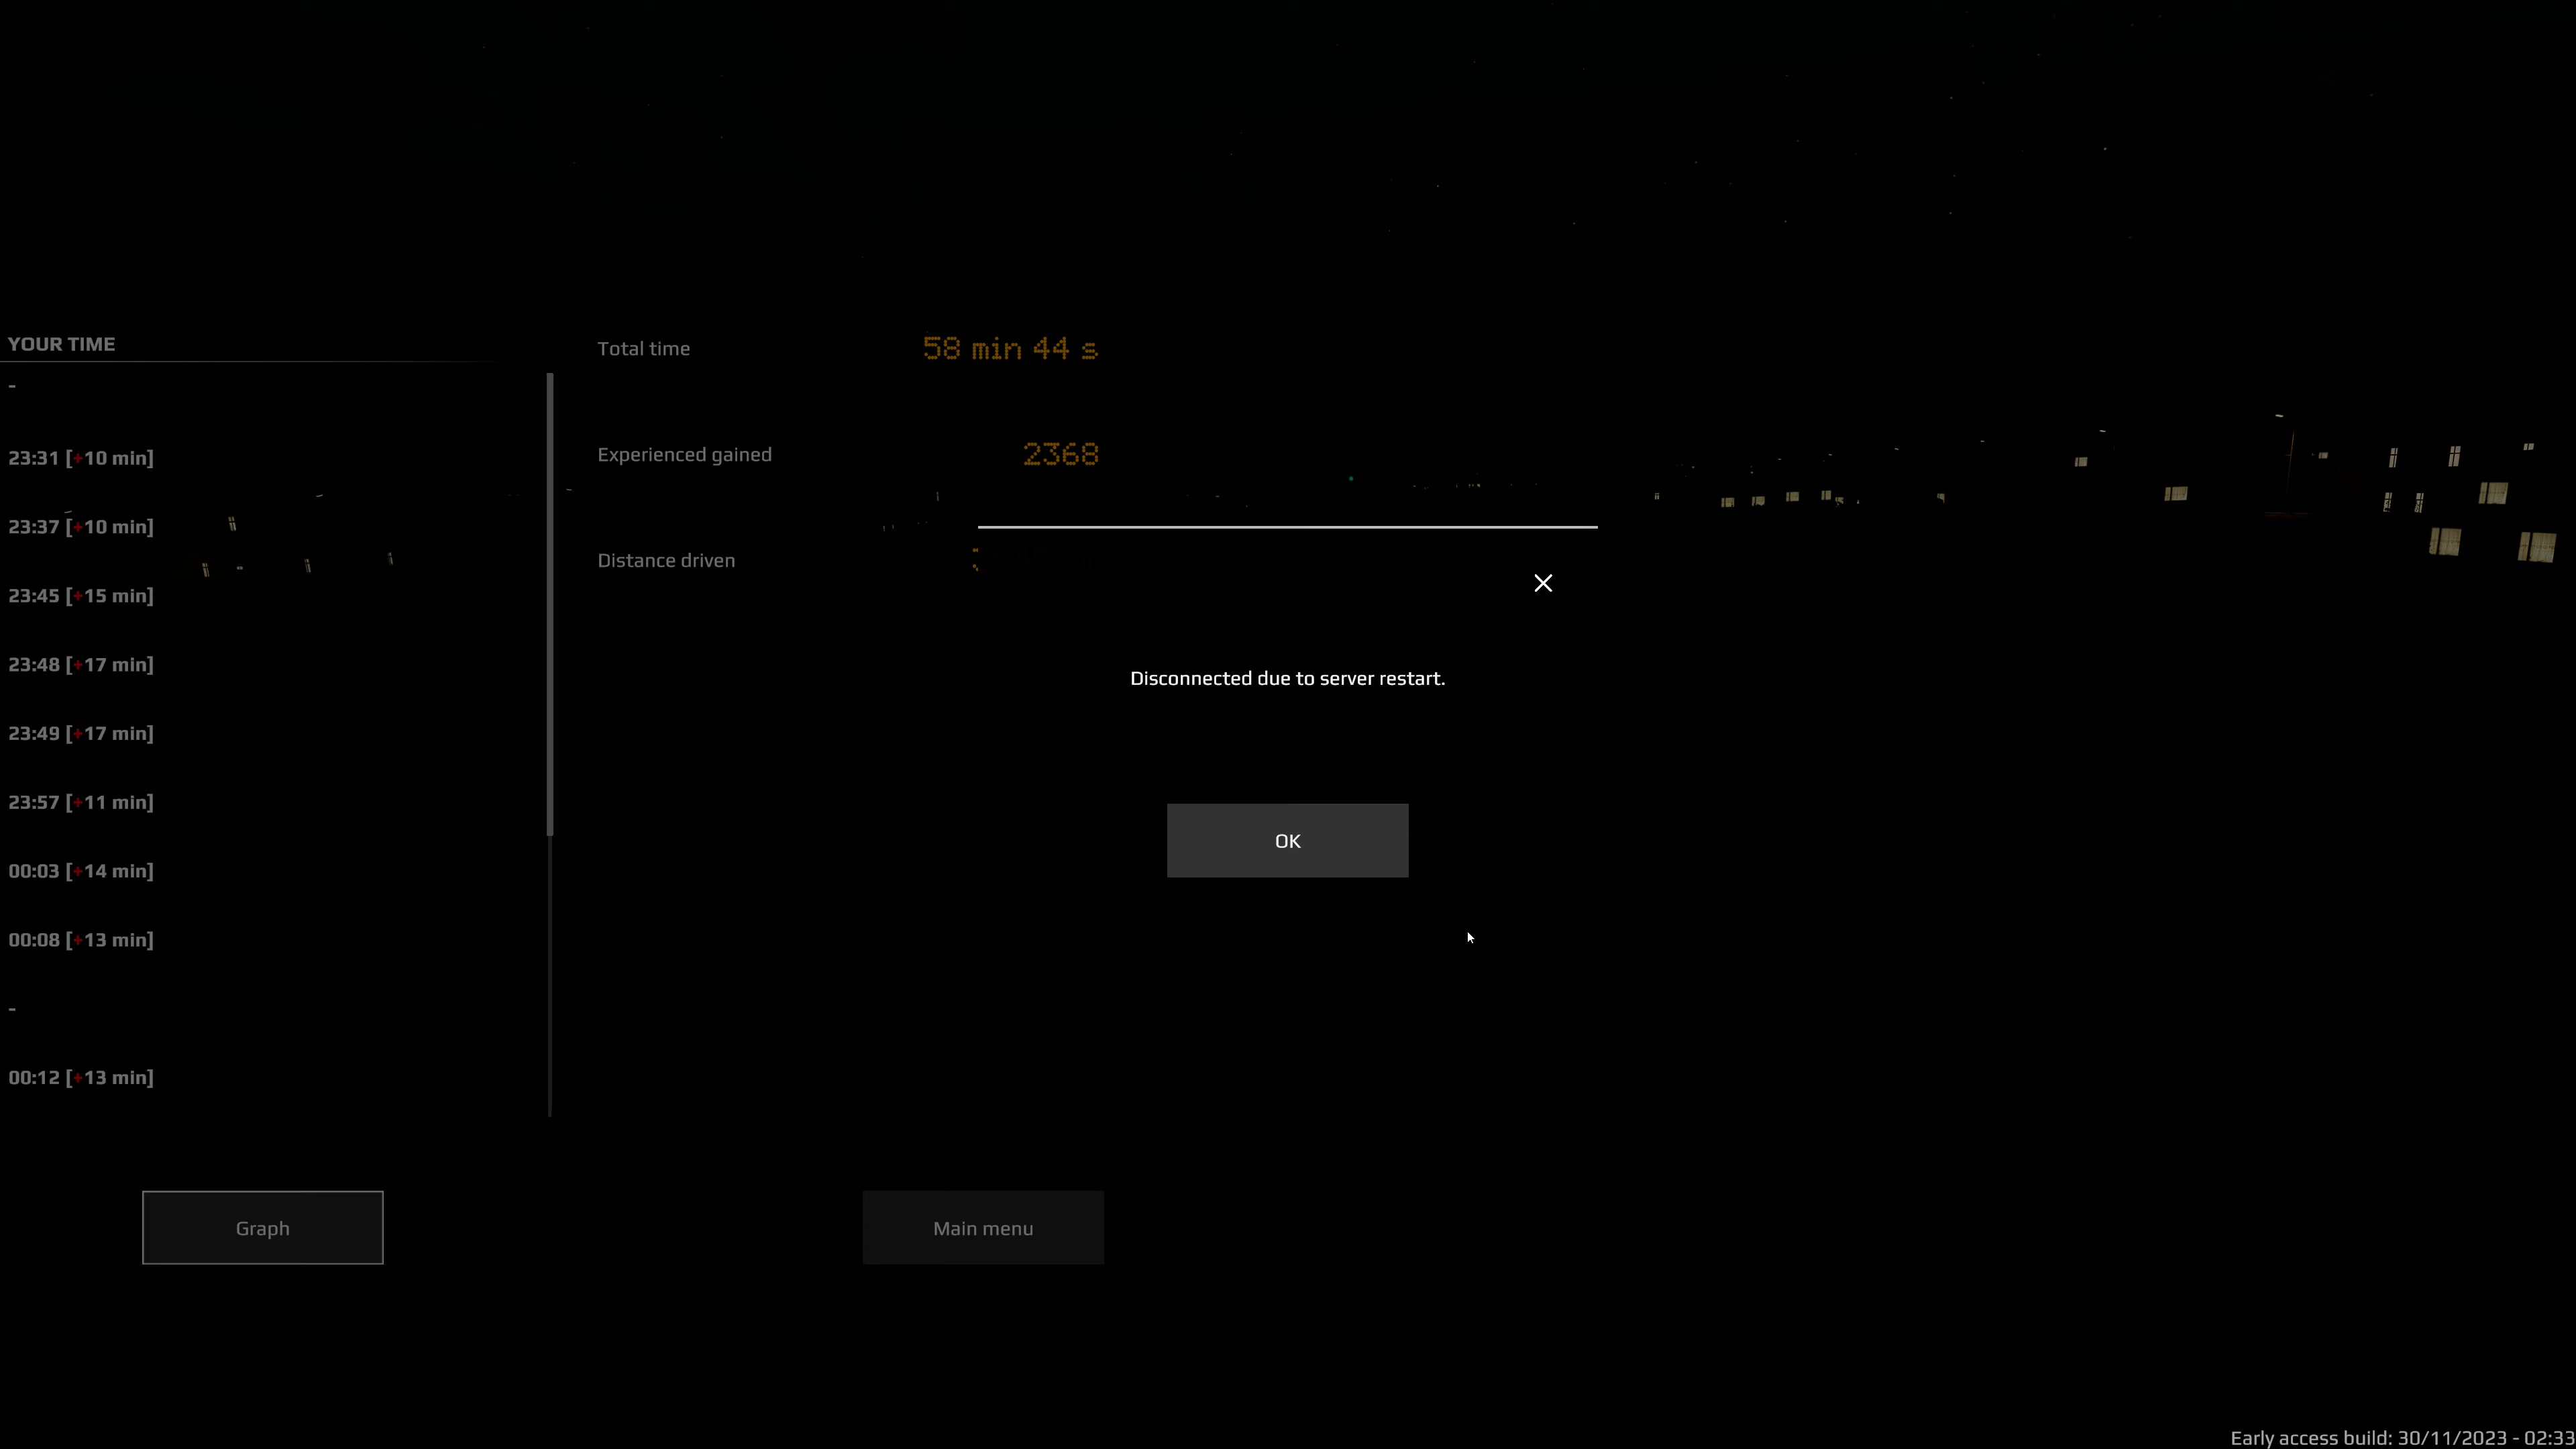 YOUR TIME
-
23:31 [+10 min]
23:37 [+10 min]
23:45 [+15 min]
23:48 [+17 min]
23:49 [+17 min]
23:57 [+11 min]
00:03 [+14 min]
00:08 [+13 min]
-
00:12 [+13 min]
Graph
Total time 58 min 44 s
Experienced gained 2368
Distance driven
Main menu
Disconnected due to server restart.
OK
Early access build: 30/11/2023 - 02:33